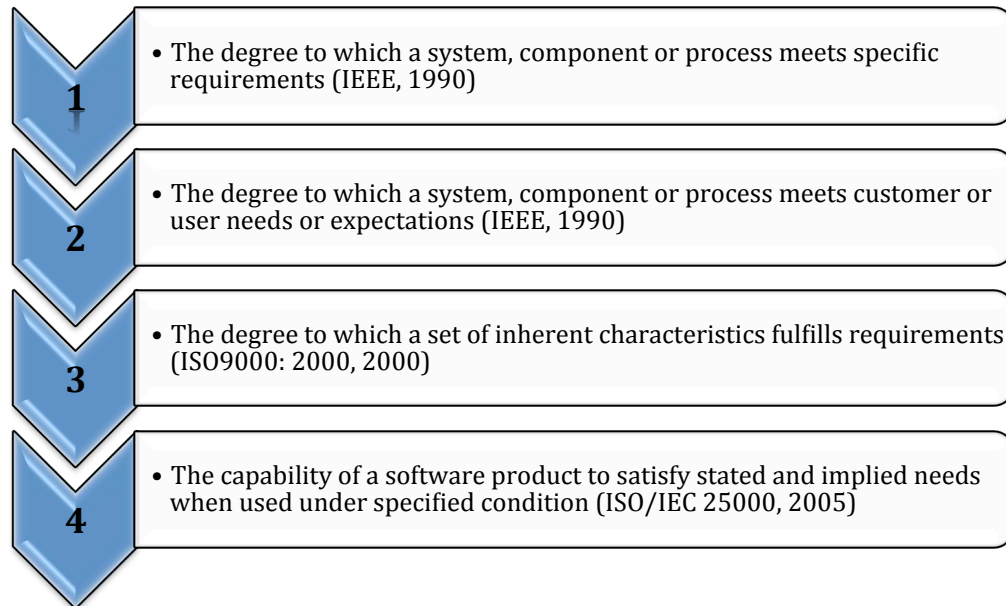 1
• The degree to which a system, component or process meets specific
requirements (IEEE, 1990)
2
• The degree to which a system, component or process meets customer or
user needs or expectations (IEEE, 1990)
3
• The degree to which a set of inherent characteristics fulfills requirements
(ISO9000: 2000, 2000)
4
• The capability of a software product to satisfy stated and implied needs
when used under specified condition (ISO/IEC 25000, 2005)